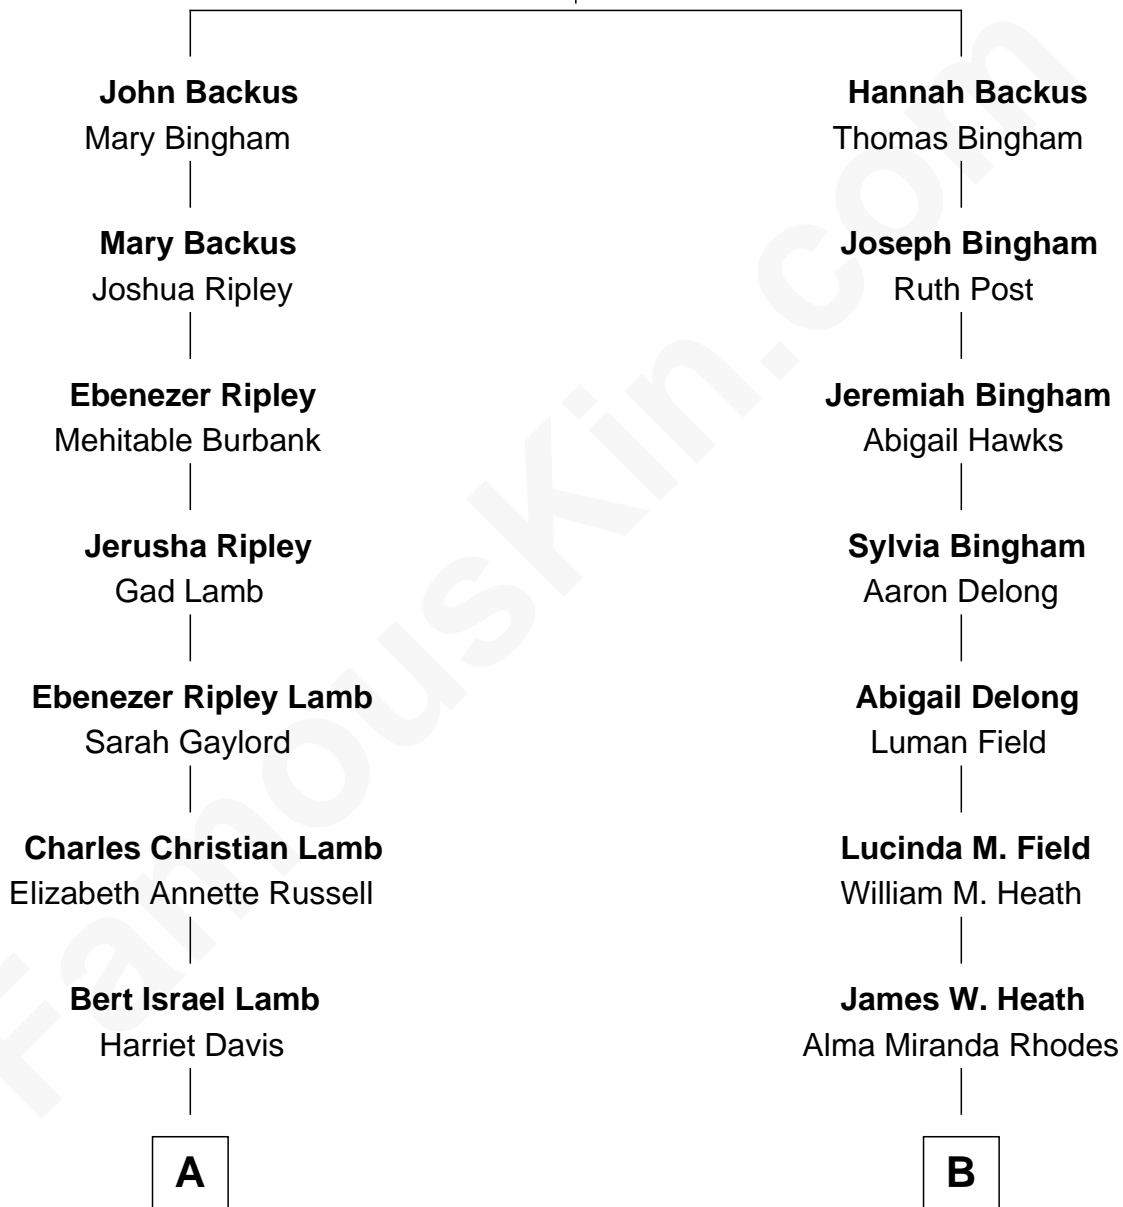 John Backus
Mary Bingham
Hannah Backus
Thomas Bingham
Mary Backus
Joshua Ripley
Joseph Bingham
Ruth Post
Ebenezer Ripley
Mehitable Burbank
Jeremiah Bingham
Abigail Hawks
Jerusha Ripley
Gad Lamb
Sylvia Bingham
Aaron Delong
Ebenezer Ripley Lamb
Sarah Gaylord
Abigail Delong
Luman Field
Charles Christian Lamb
Elizabeth Annette Russell
Lucinda M. Field
William M. Heath
Bert Israel Lamb
Harriet Davis
James W. Heath
Alma Miranda Rhodes
A
B
FamousKin.com